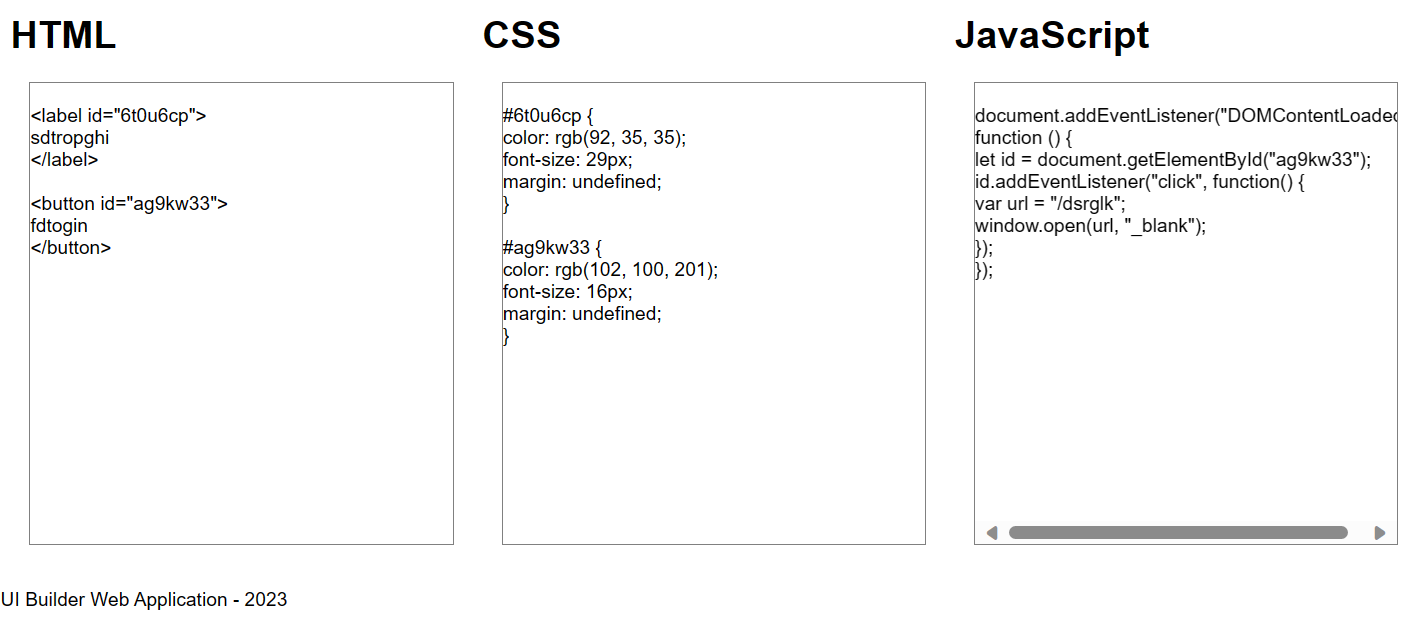 HTML
<label id="6t0u6cp">
sdtropghi
</label>
<button id="ag9kw33">
fdtogin
</button>
CSS
#6t0u6cp {
color: rgb(92, 35, 35);
font-size: 29px;
margin: undefined;
}
#ag9kw33 {
color: rgb(102, 100, 201);
font-size: 16px;
margin: undefined;
}
JavaScript
document.addEventListener("DOMContentLoaded
function () {
let id = document.getElementById("ag9kw33");
id.addEventListener("click", function() {
var url = "/dsrglk";
window.open(url, "_blank");
});
});
UI Builder Web Application - 2023